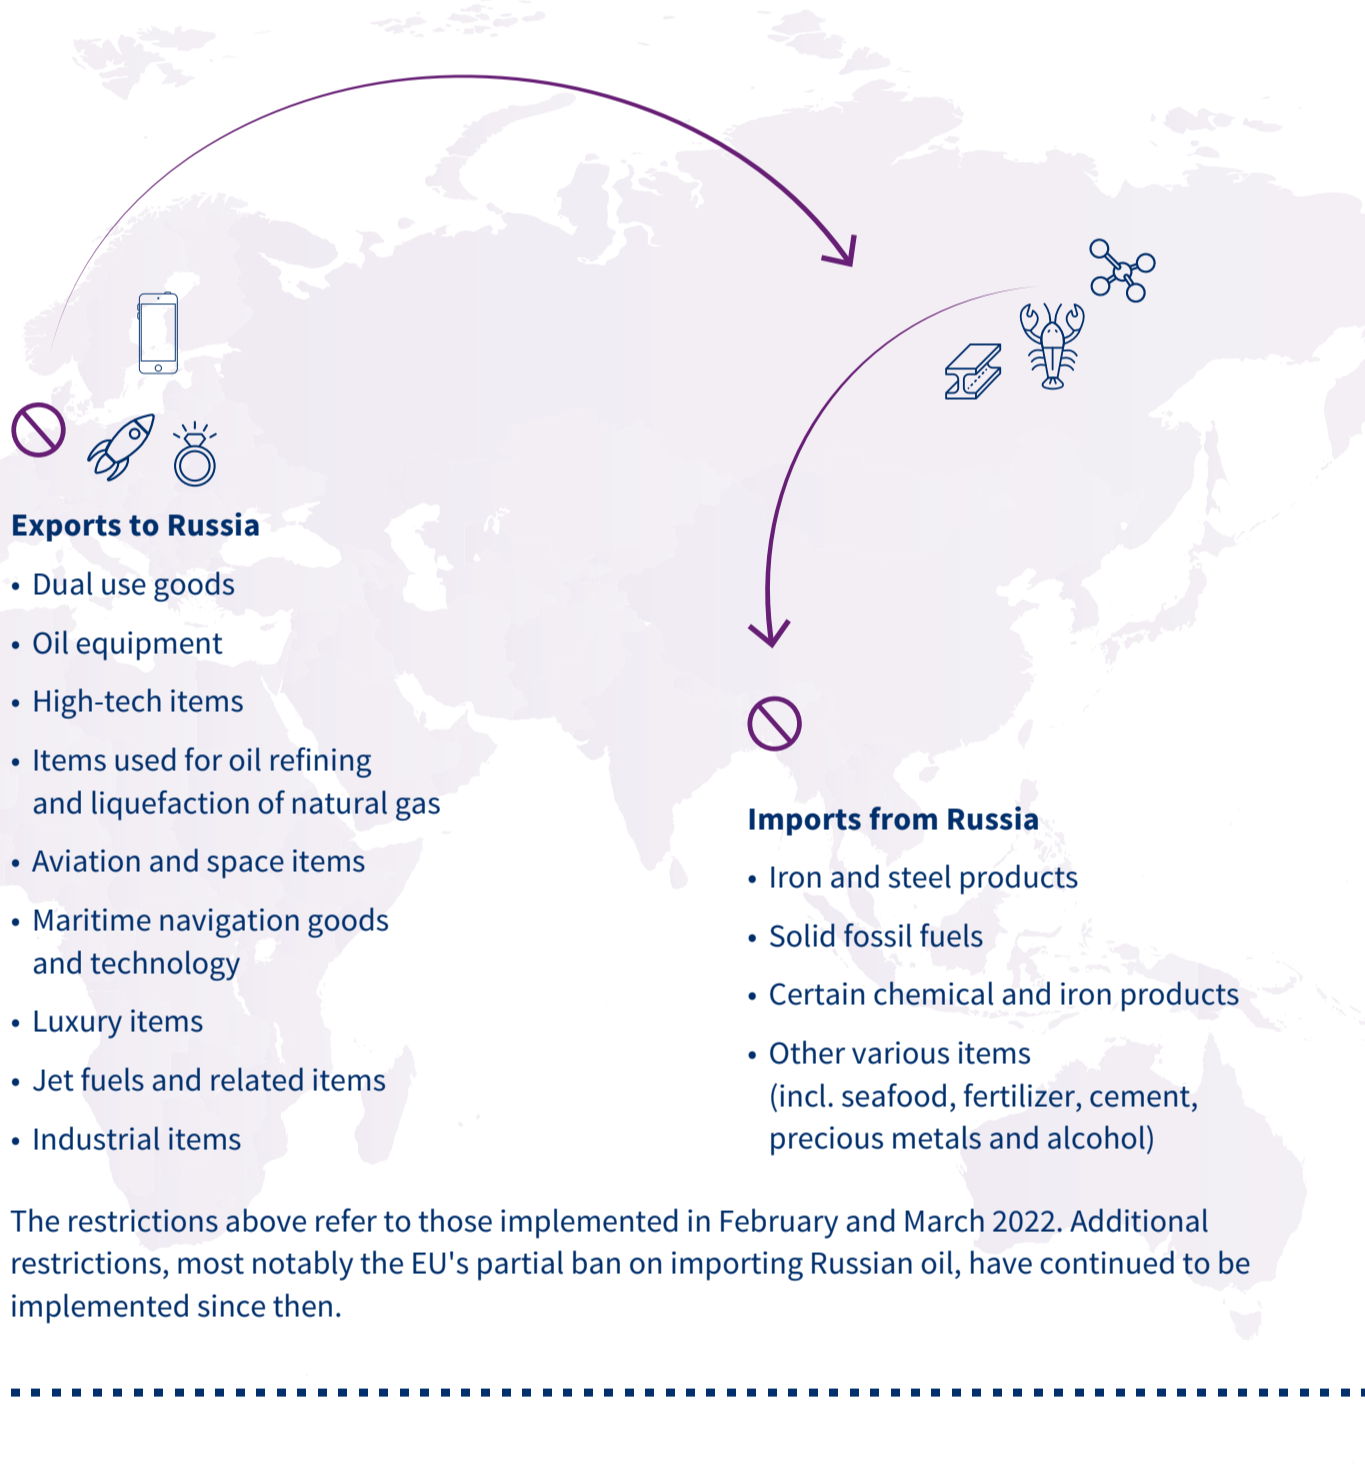 Exports to Russia
• Dual use goods
• Oil equipment
• High-tech items
• Items used for oil refining
and liquefaction of natural gas
• Aviation and space items
• Maritime navigation goods
and technology
• Luxury items
• Jet fuels and related items
• Industrial items
Imports from Russia
• Iron and steel products
• Solid fossil fuels
• Certain chemical and iron products
• Other various items
(incl. seafood, fertilizer, cement,
precious metals and alcohol)
The restrictions above refer to those implemented in February and March 2022. Additional
restrictions, most notably the EU's partial ban on importing Russian oil, have continued to be
implemented since then.